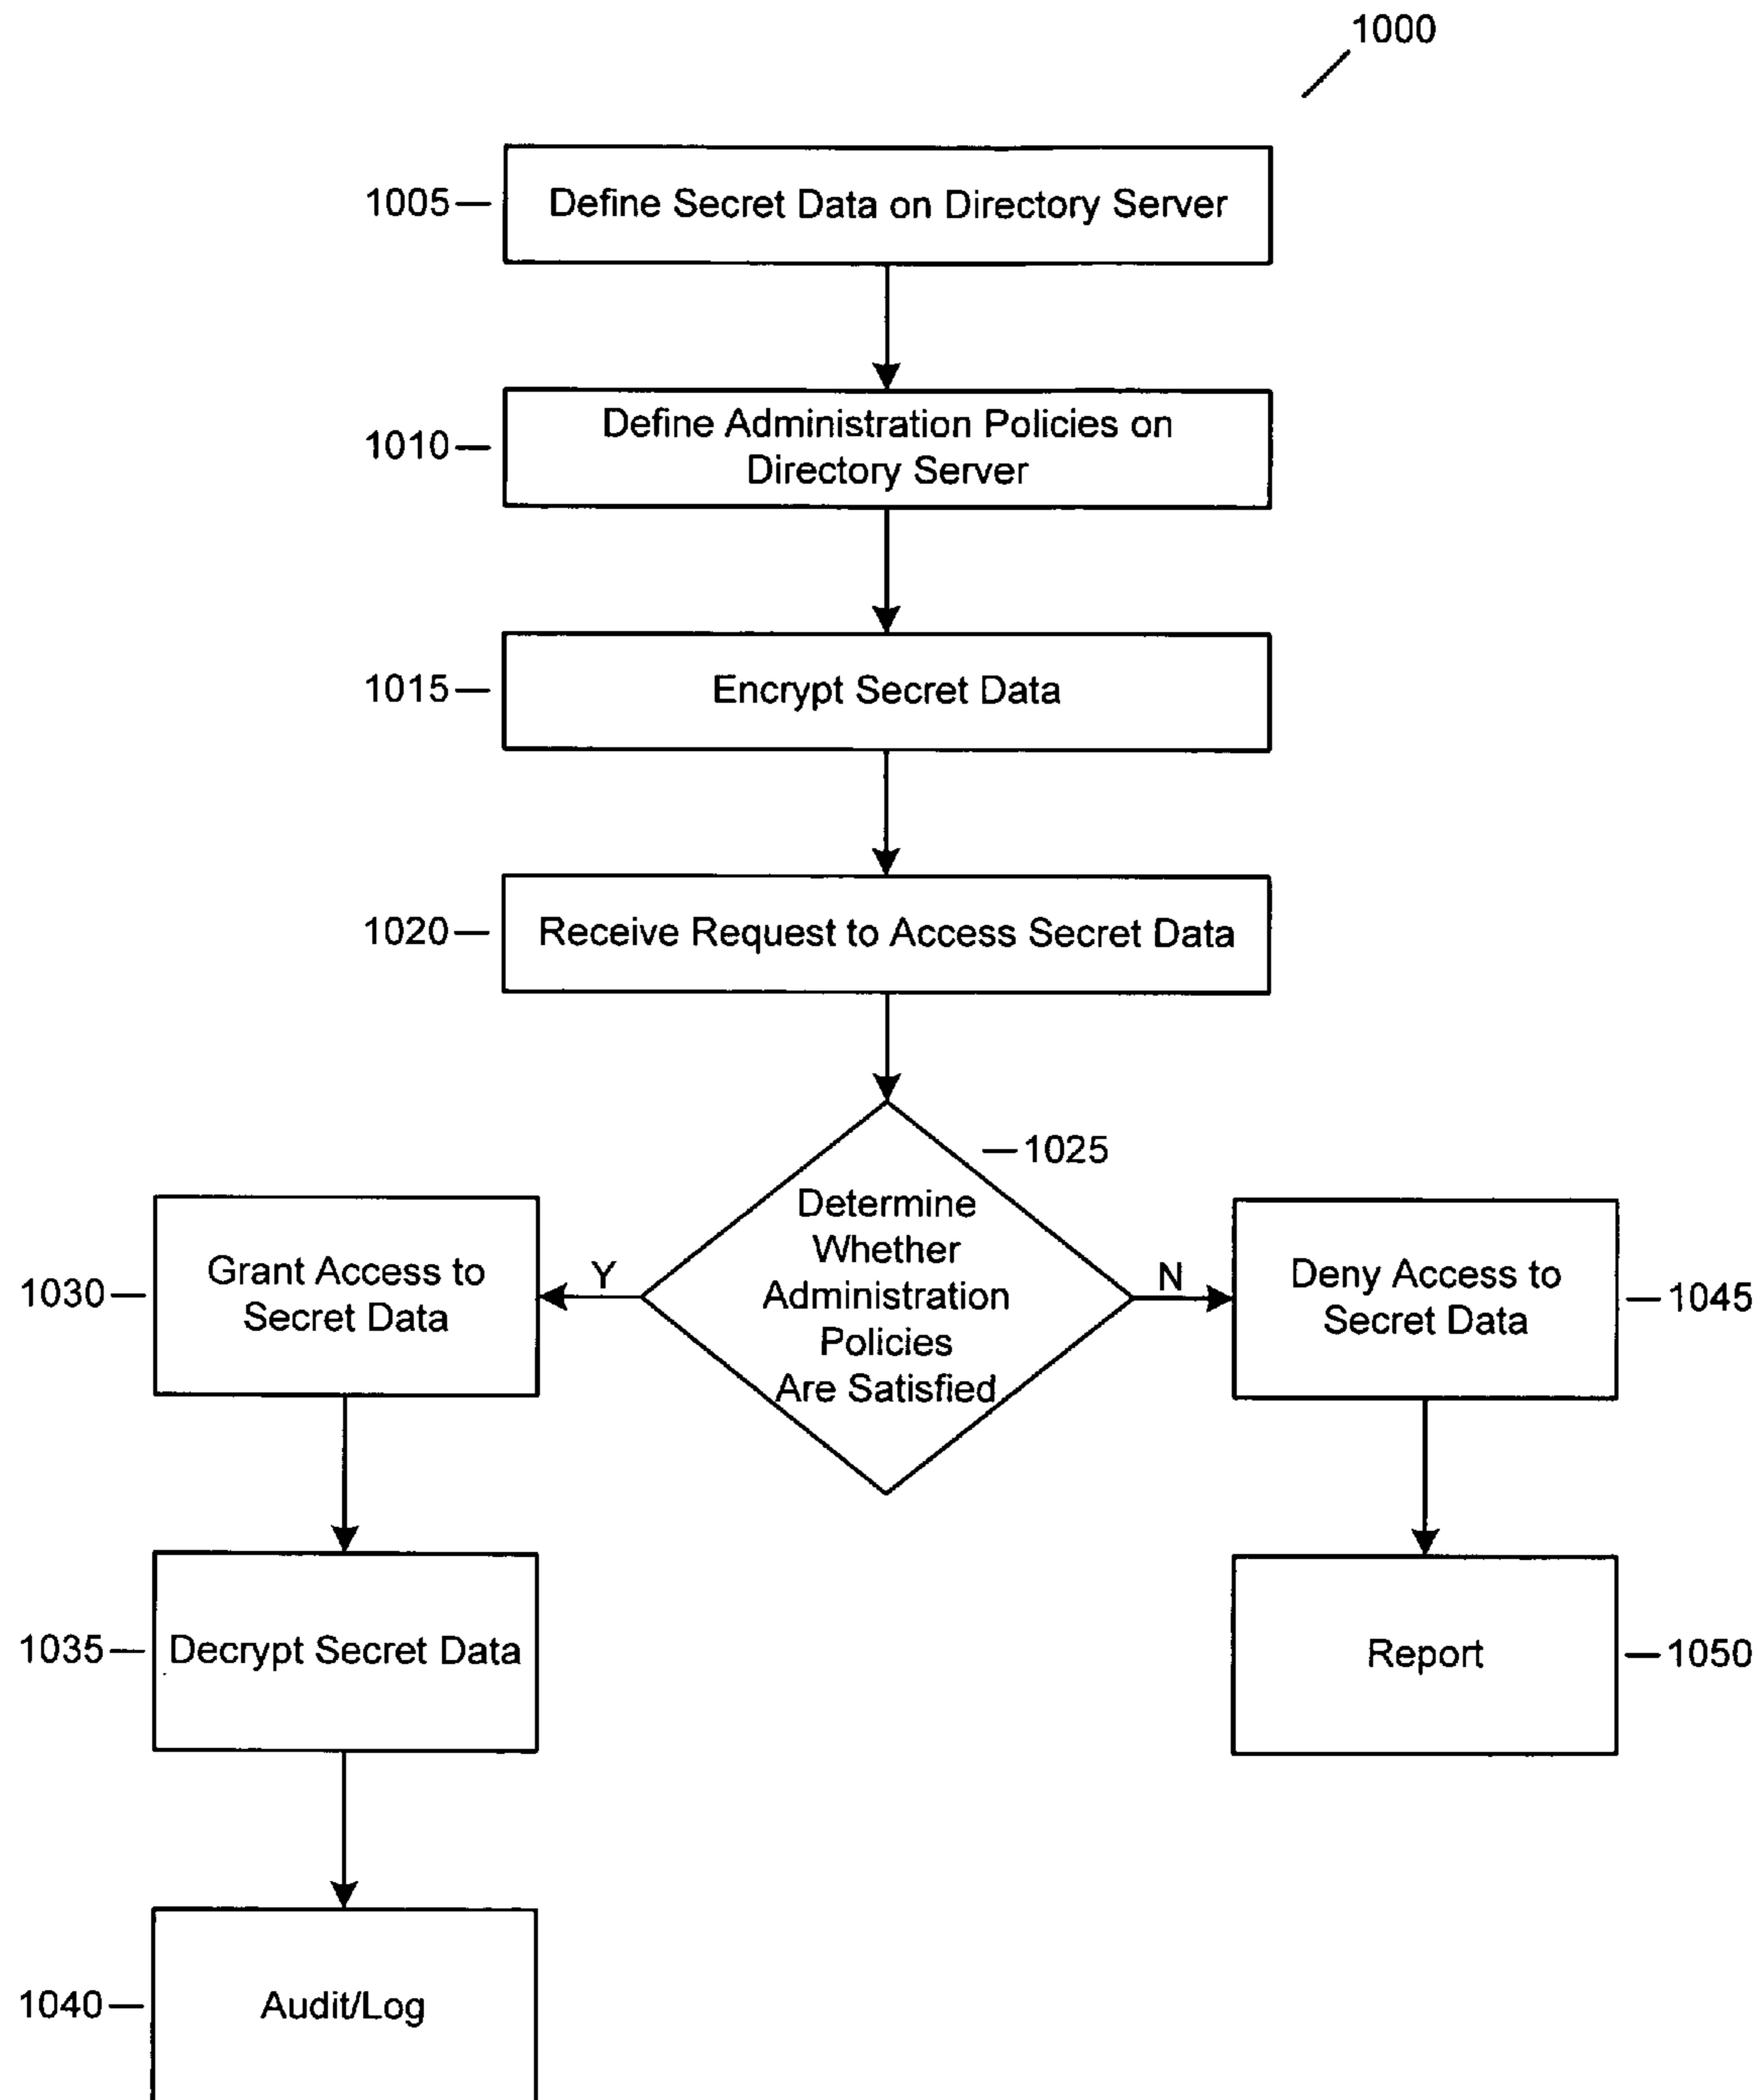 1000
1005
Define Secret Data on Directory Server
1010
Define Administration Policies on
Directory Server
1015
Encrypt Secret Data
1020
Receive Request to Access Secret Data
1025
Determine
Whether
Administration
Policies
Are Satisfied
Y
N
1030
Grant Access to
Secret Data
Deny Access to
Secret Data
1045
1035
Decrypt Secret Data
Report
1050
1040
Audit/Log